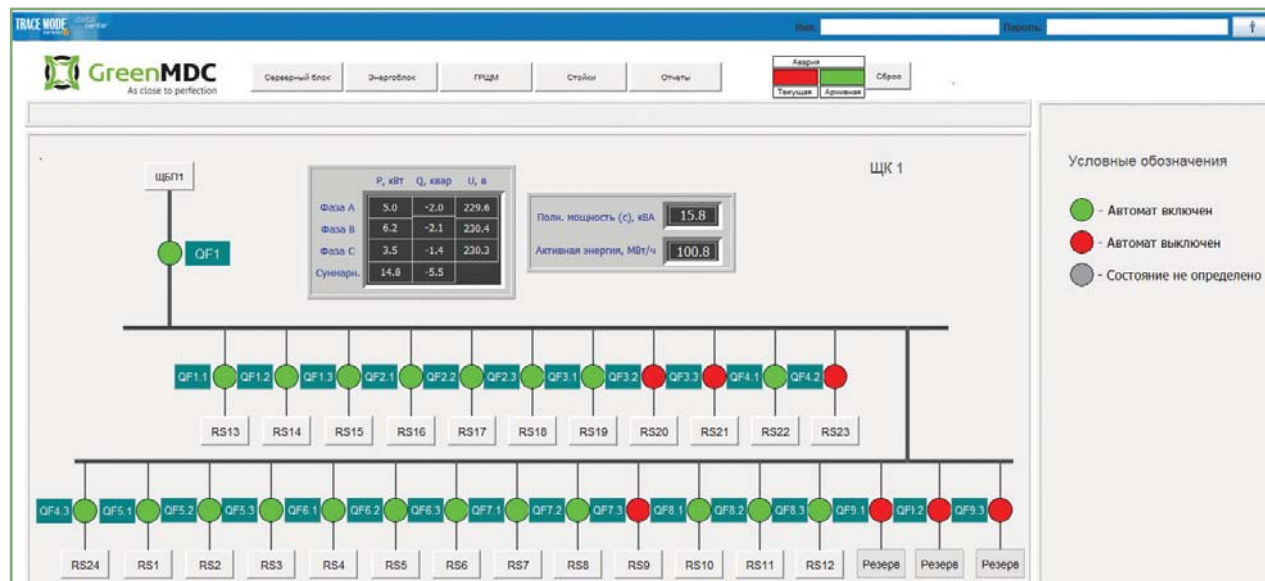 TRACE MODE data center
Имя: Пароль:
GreenMDC
As close to perfection
Серверный блок Энергоблок ГРЩМ Стойки Отчеты
Авария
Текущая Архивная
Сброс
ЩК 1
ЩБП1
QF1
P, кВт Q, квар U, в
Фаза A 5.0 -2.0 229.6
Фаза B 6.2 -2.1 230.4
Фаза C 3.5 -1.4 230.3
Суммарн. 14.8 -5.5
Полн. мощность (с), кВА 15.8
Активная энергия, МВт/ч 100.8
Условные обозначения
- Автомат включен
- Автомат выключен
- Состояние не определено
QF1.1 QF1.2 QF1.3 QF2.1 QF2.2 QF2.3 QF3.1 QF3.2 QF3.3 QF4.1 QF4.2
RS13 RS14 RS15 RS16 RS17 RS18 RS19 RS20 RS21 RS22 RS23
QF4.3 QF5.1 QF5.2 QF5.3 QF6.1 QF6.2 QF6.3 QF7.1 QF7.2 QF7.3 QF8.1 QF8.2 QF8.3 QF9.1 QF9.3
RS24 RS1 RS2 RS3 RS4 RS5 RS6 RS7 RS8 RS9 RS10 RS11 RS12 Резерв Резерв Резерв